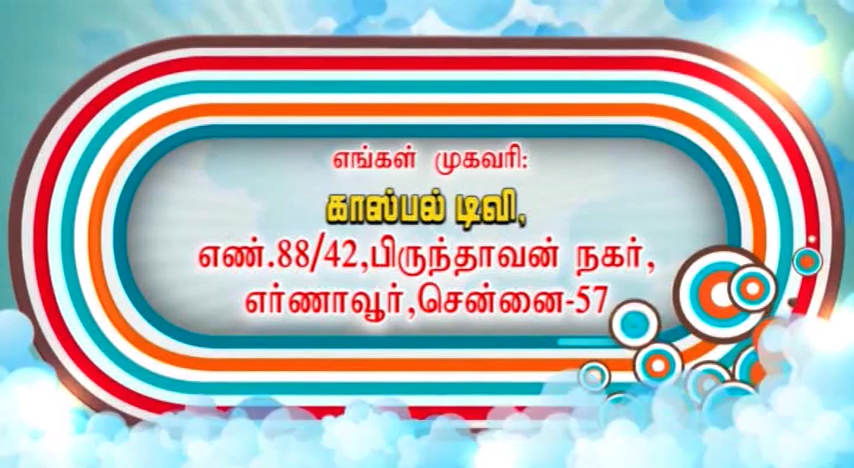 எங்கள் முகவரி:
காஸ்பல் டிவி,
எண்.88/42,பிருந்தாவன் நகர்,
எர்ணாவூர்,சென்னை-57